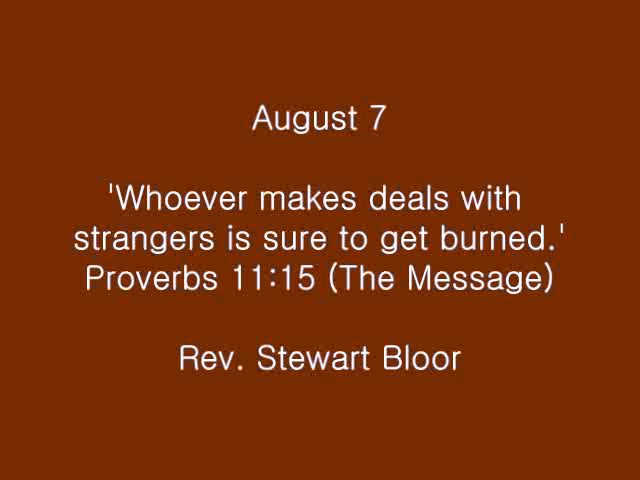 August 7
'Whoever makes deals with
strangers is sure to get burned.'
Proverbs 11:15 (The Message)
Rev. Stewart Bloor